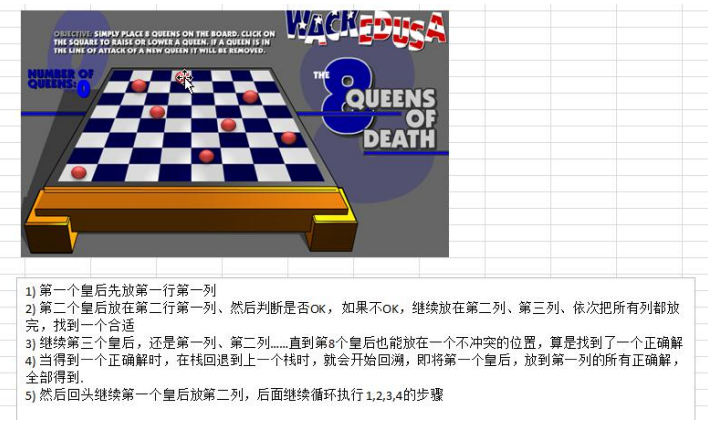 OBJECTIVE: SIMPLY PLACE 8 QUEENS ON THE BOARD. CLICK ON
THE SQUARE TO RAISE OR LOWER A QUEEN. IF A QUEEN IS IN
THE LINE OF ATTACK OF A NEW QUEEN IT WILL BE REMOVED.
WACKEDUSA
NUMBER OF
QUEENS: 0
THE
8
QUEENS
OF
DEATH
1) 第一个皇后先放第一行第一列
2) 第二个皇后放在第二行第一列、然后判断是否OK，如果不OK，继续放在第二列、第三列、依次把所有列都放
完，找到一个合适
3) 继续第三个皇后，还是第一列、第二列……直到第8个皇后也能放在一个不冲突的位置，算是找到了一个正确解
4) 当得到一个正确解时，在栈回退到上一个栈时，就会开始回溯，即将第一个皇后，放到第一列的所有正确解，
全部得到.
5) 然后回头继续第一个皇后放第二列，后面继续循环执行 1,2,3,4的步骤